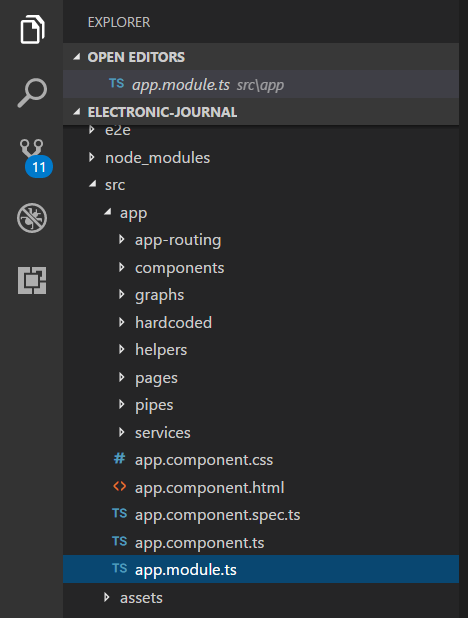 EXPLORER
OPEN EDITORS
TS app.module.ts src\app
ELECTRONIC-JOURNAL
e2e
node_modules
11
src
app
app-routing
components
graphs
hardcoded
helpers
pages
pipes
services
# app.component.css
<> app.component.html
TS app.component.spec.ts
TS app.component.ts
TS app.module.ts
assets